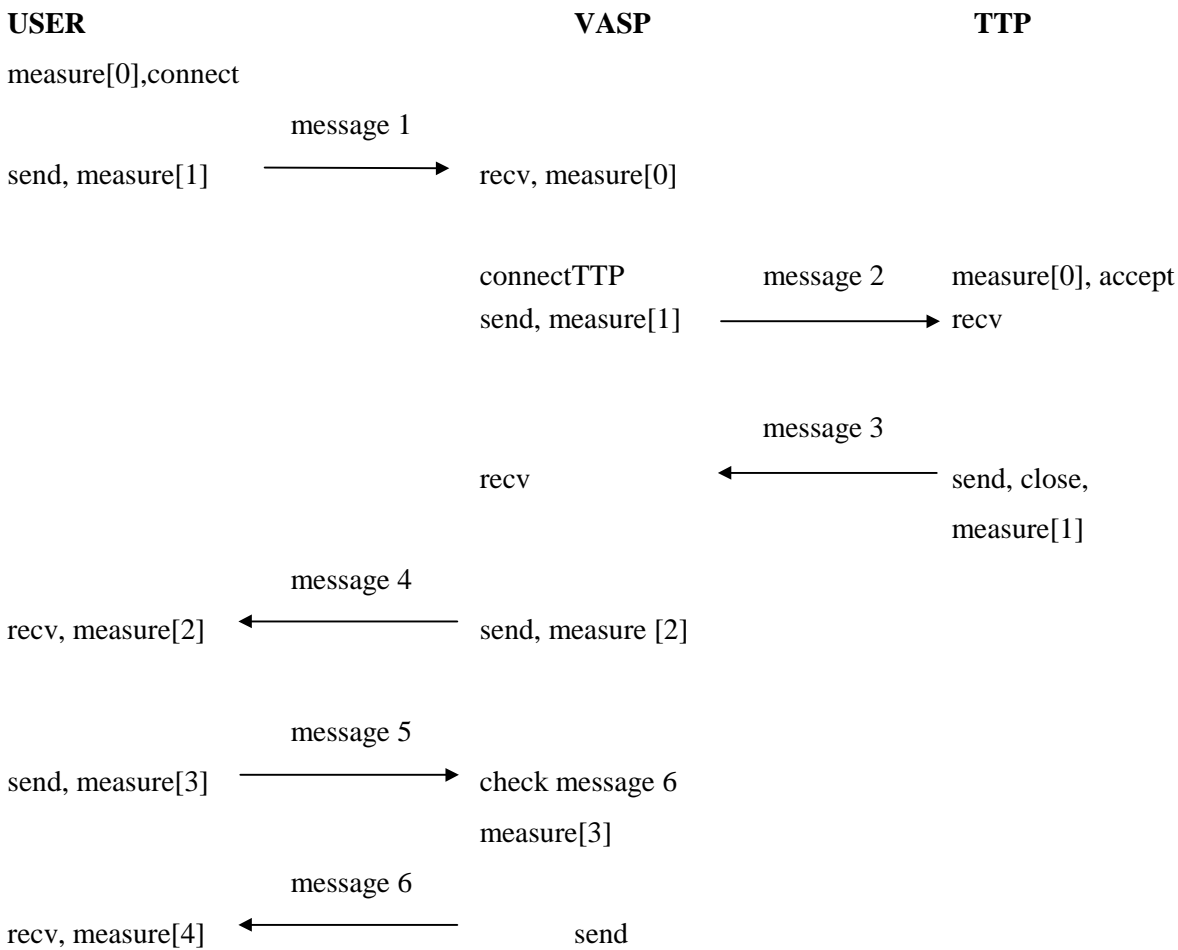 USER VASP TTP
measure[0],connect
message 1
send, measure[1] recv, measure[0]
connectTTP message 2 measure[0], accept
send, measure[1] recv
message 3
recv send, close,
measure[1]
message 4
recv, measure[2] send, measure [2]
message 5
send, measure[3] check message 6
measure[3]
message 6
recv, measure[4] send